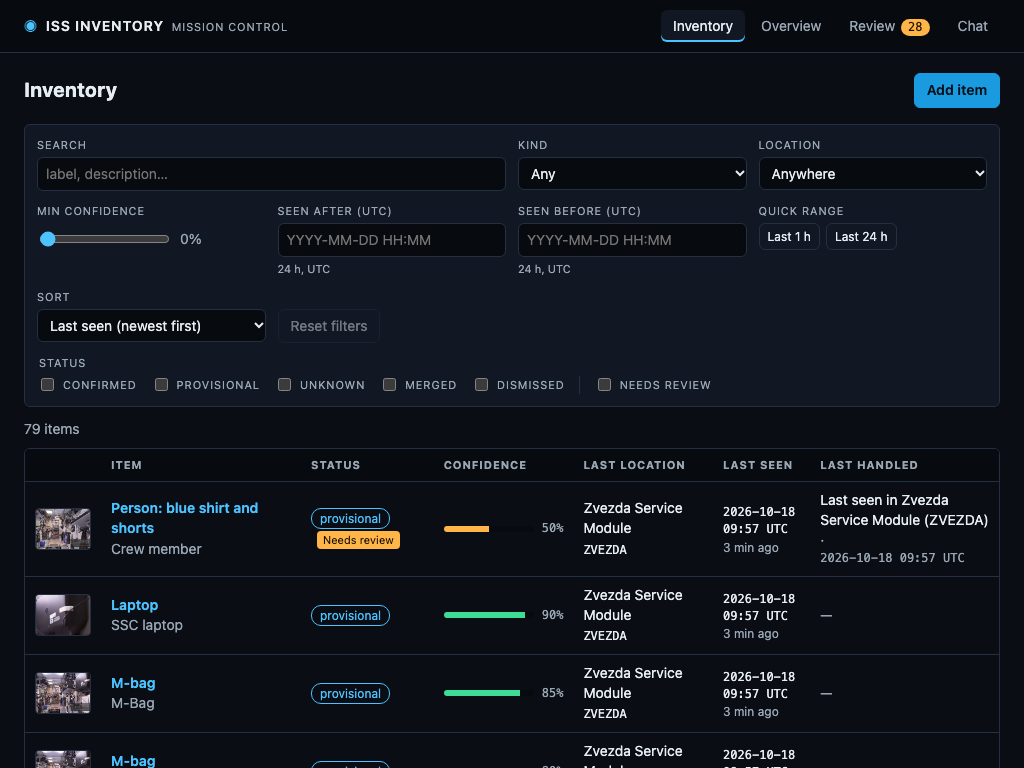 ISS INVENTORY MISSION CONTROL
Inventory
Overview
Review 28
Chat
Inventory
Add item
SEARCH
label, description...
KIND
Any
LOCATION
Anywhere
MIN CONFIDENCE
0%
SEEN AFTER (UTC)
YYYY-MM-DD HH:MM
24 h, UTC
SEEN BEFORE (UTC)
YYYY-MM-DD HH:MM
24 h, UTC
QUICK RANGE
Last 1 h
Last 24 h
SORT
Last seen (newest first)
Reset filters
STATUS
CONFIRMED
PROVISIONAL
UNKNOWN
MERGED
DISMISSED
NEEDS REVIEW
79 items
ITEM
STATUS
CONFIDENCE
LAST LOCATION
LAST SEEN
LAST HANDLED
Person: blue shirt and
shorts
Crew member
provisional
Needs review
50%
Zvezda Service
Module
ZVEZDA
2026-10-18
09:57 UTC
3 min ago
Last seen in Zvezda
Service Module (ZVEZDA)
·
2026-10-18 09:57 UTC
Laptop
SSC laptop
provisional
90%
Zvezda Service
Module
ZVEZDA
2026-10-18
09:57 UTC
3 min ago
—
M-bag
M-Bag
provisional
85%
Zvezda Service
Module
ZVEZDA
2026-10-18
09:57 UTC
3 min ago
—
M-bag
Zvezda Service
2026-10-18